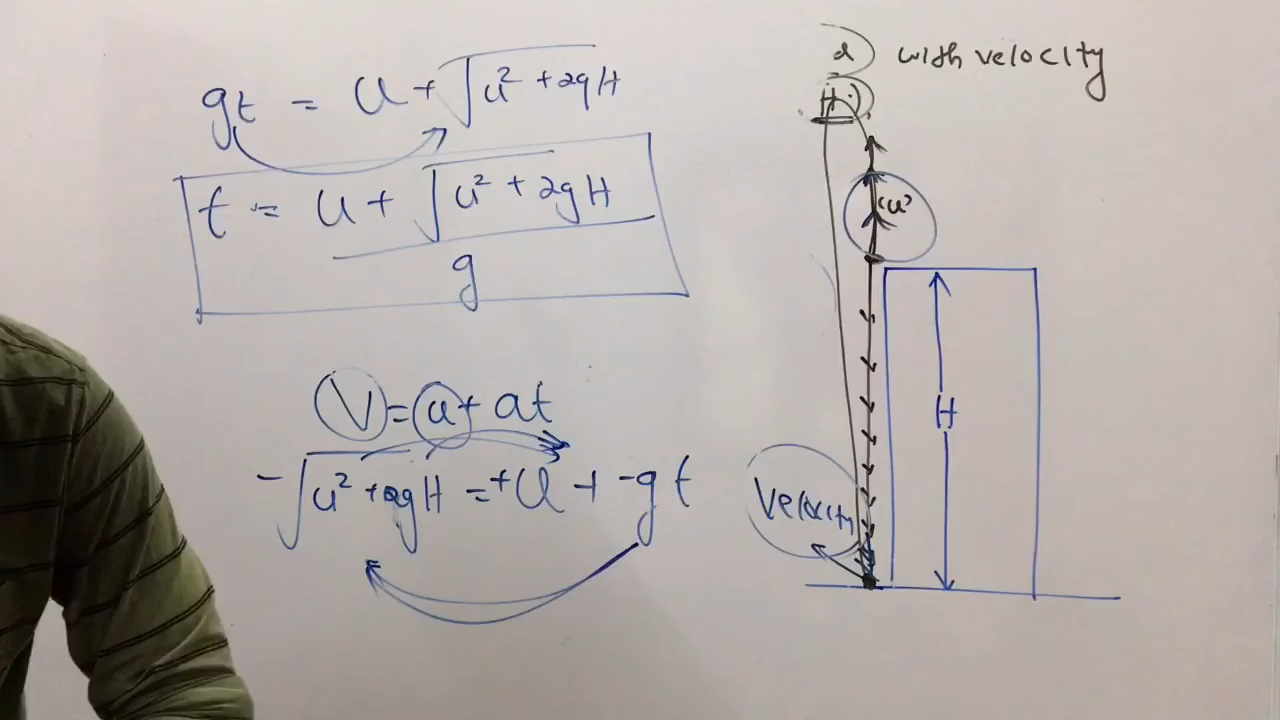 gt = u + √u² + 2gH
t = u + √u² + 2gH
g
V = u + at
-√u² + 2gH = +u + -gt
with velocity
H
'u'
H
Velocity